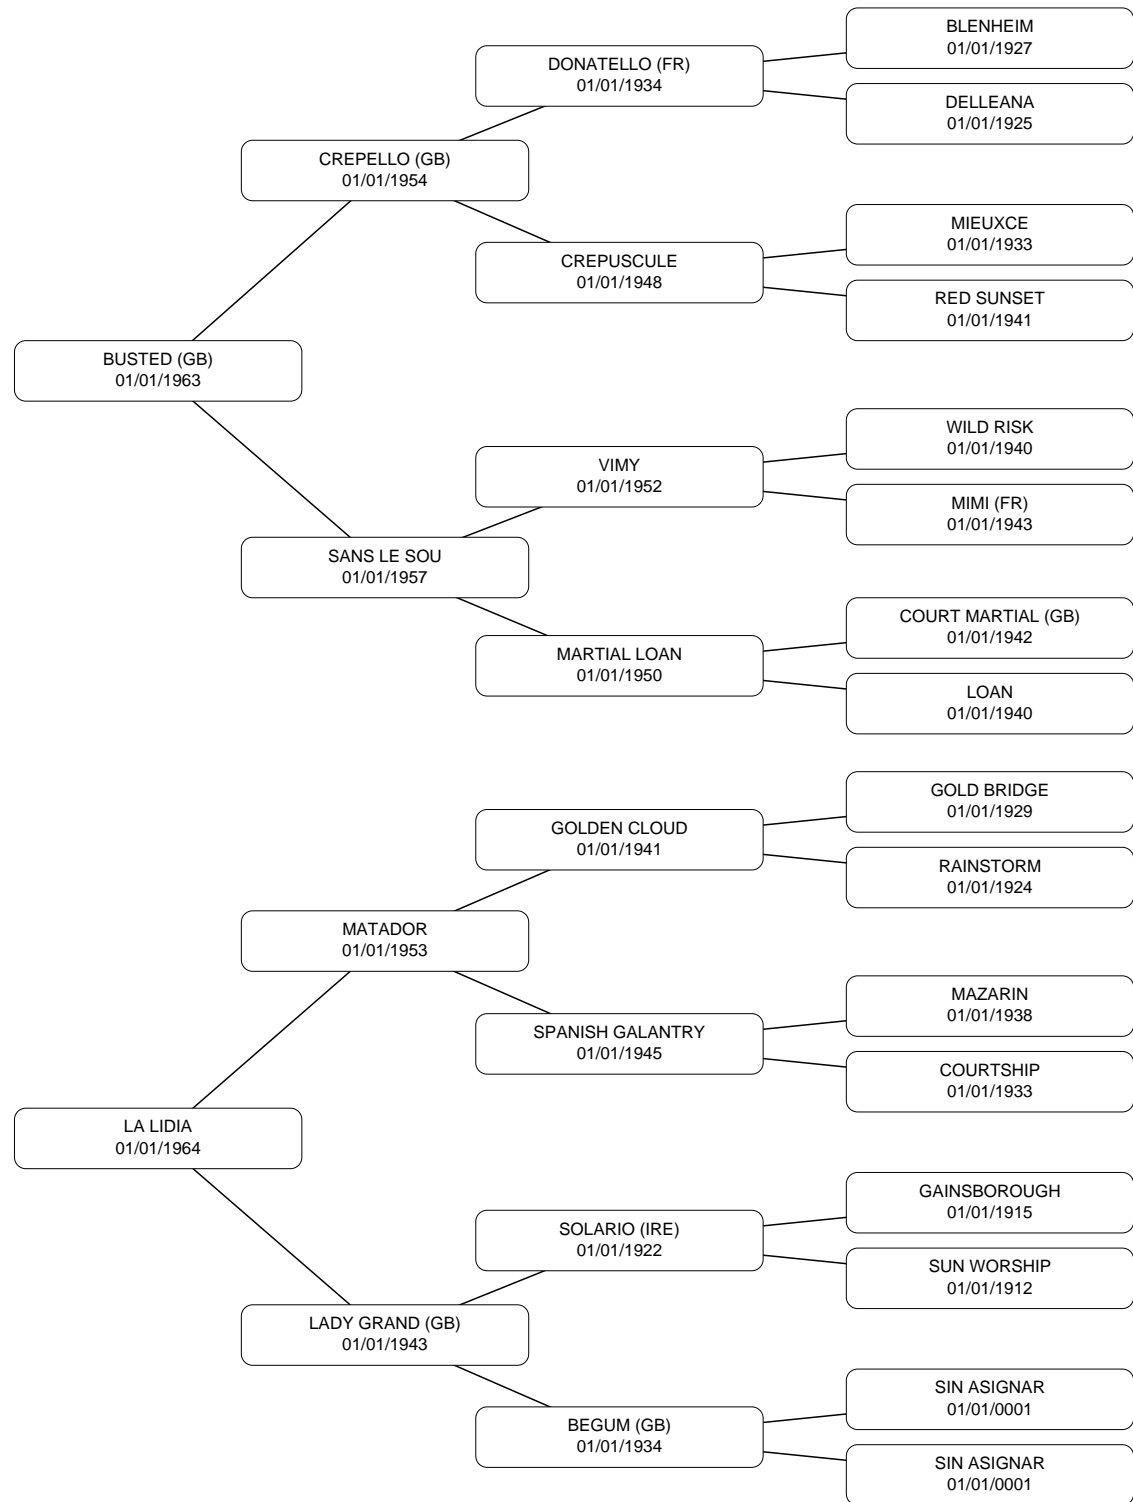 BLENHEIM
01/01/1927
DONATELLO (FR)
01/01/1934
DELLEANA
01/01/1925
CREPELLO (GB)
01/01/1954
MIEUXCE
01/01/1933
CREPUSCULE
01/01/1948
RED SUNSET
01/01/1941
BUSTED (GB)
01/01/1963
WILD RISK
01/01/1940
VIMY
01/01/1952
MIMI (FR)
01/01/1943
SANS LE SOU
01/01/1957
COURT MARTIAL (GB)
01/01/1942
MARTIAL LOAN
01/01/1950
LOAN
01/01/1940
GOLD BRIDGE
01/01/1929
GOLDEN CLOUD
01/01/1941
RAINSTORM
01/01/1924
MATADOR
01/01/1953
MAZARIN
01/01/1938
SPANISH GALANTRY
01/01/1945
COURTSHIP
01/01/1933
LA LIDIA
01/01/1964
GAINSBOROUGH
01/01/1915
SOLARIO (IRE)
01/01/1922
SUN WORSHIP
01/01/1912
LADY GRAND (GB)
01/01/1943
SIN ASIGNAR
01/01/0001
BEGUM (GB)
01/01/1934
SIN ASIGNAR
01/01/0001